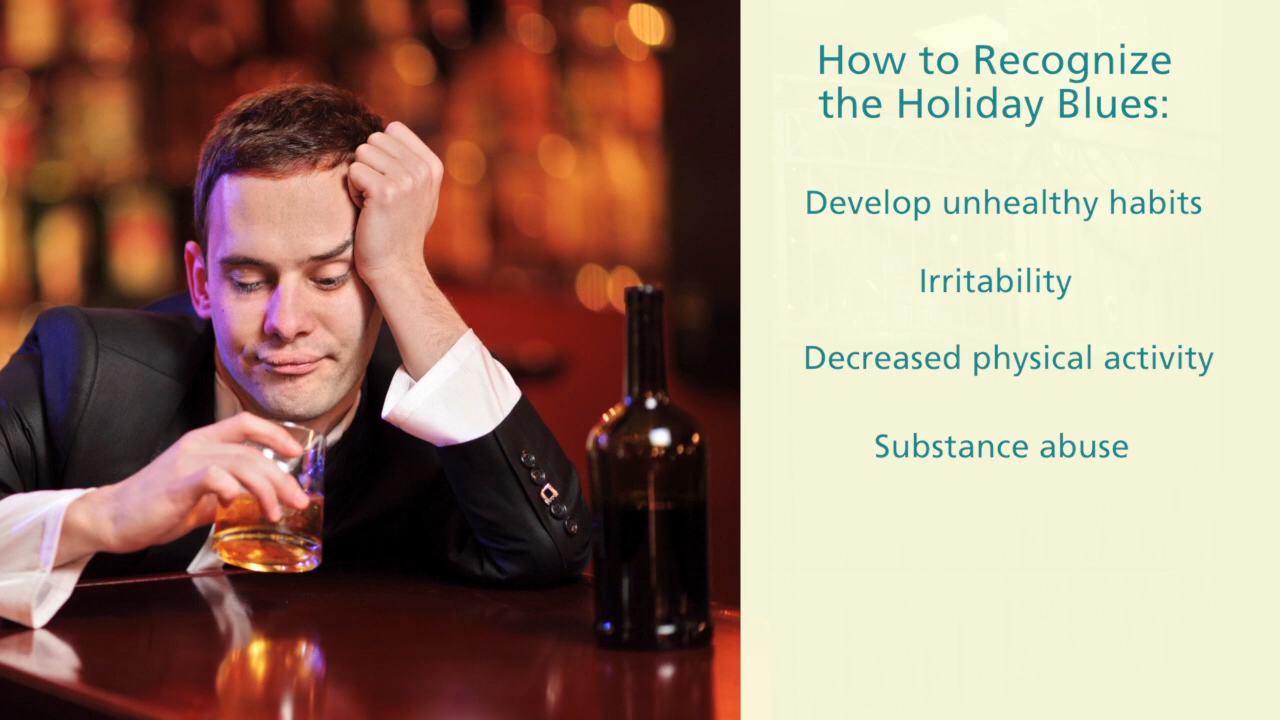 How to Recognize
the Holiday Blues:
Develop unhealthy habits
Irritability
Decreased physical activity
Substance abuse